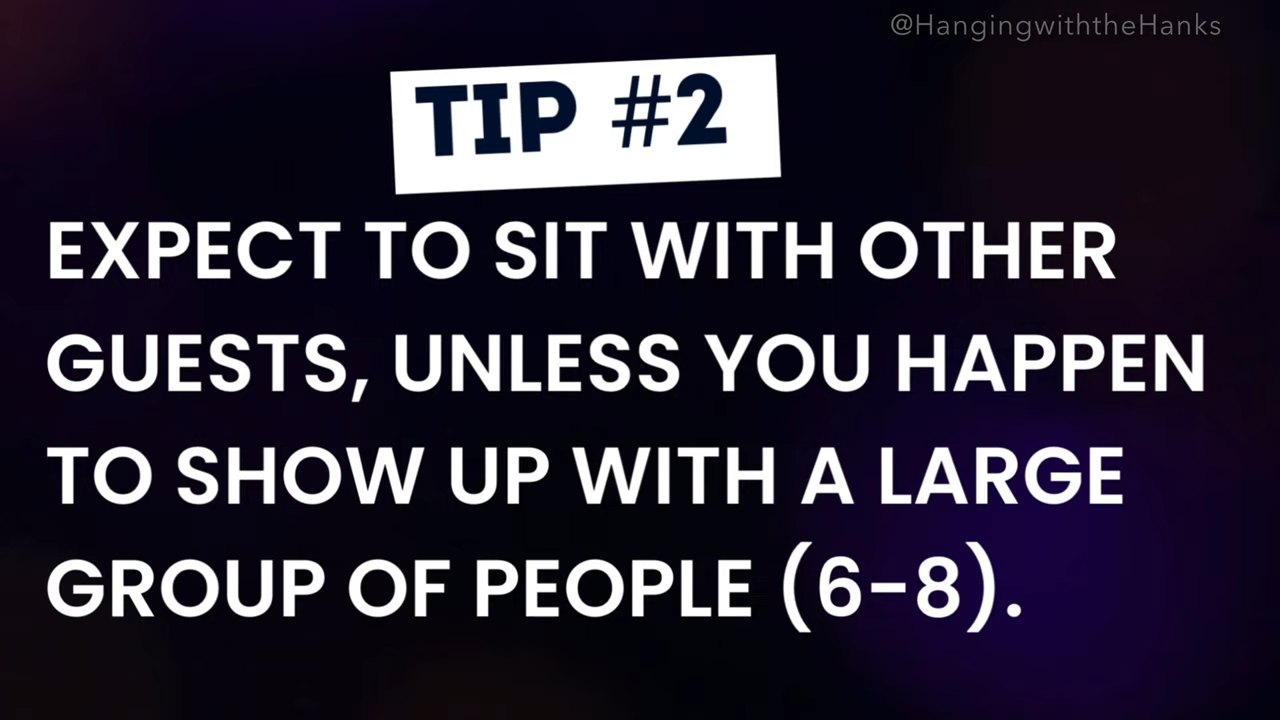 @HangingwiththeHanks
TIP #2
EXPECT TO SIT WITH OTHER
GUESTS, UNLESS YOU HAPPEN
TO SHOW UP WITH A LARGE
GROUP OF PEOPLE (6-8).